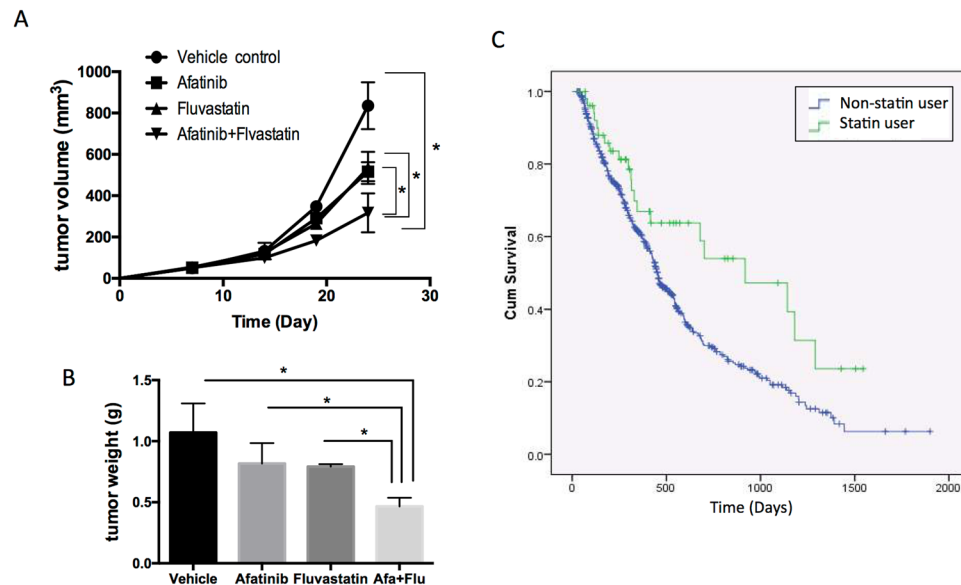 A
Vehicle control
Afatinib
Fluvastatin
Afatinib+Flvastatin
tumor volume (mm³)
1000
800
600
400
200
0
0 10 20 30
Time (Day)
*
*
*
B
tumor weight (g)
1.5
1.0
0.5
0.0
*
*
*
Vehicle Afatinib Fluvastatin Afa+Flu
C
Non-statin user
Statin user
Cum Survival
1.0
0.8
0.6
0.4
0.2
0.0
0 500 1000 1500 2000
Time (Days)